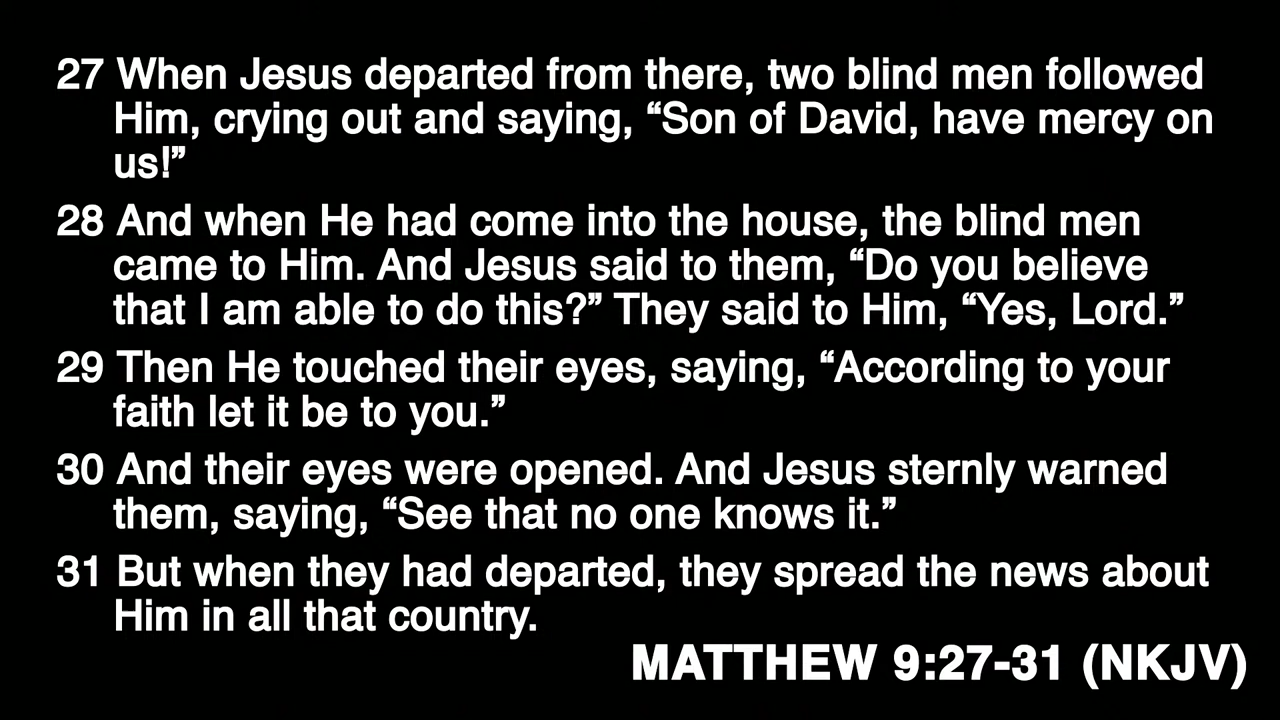 27 When Jesus departed from there, two blind men followed
Him, crying out and saying, “Son of David, have mercy on
us!”
28 And when He had come into the house, the blind men
came to Him. And Jesus said to them, “Do you believe
that I am able to do this?” They said to Him, “Yes, Lord.”
29 Then He touched their eyes, saying, “According to your
faith let it be to you.”
30 And their eyes were opened. And Jesus sternly warned
them, saying, “See that no one knows it.”
31 But when they had departed, they spread the news about
Him in all that country.
MATTHEW 9:27-31 (NKJV)